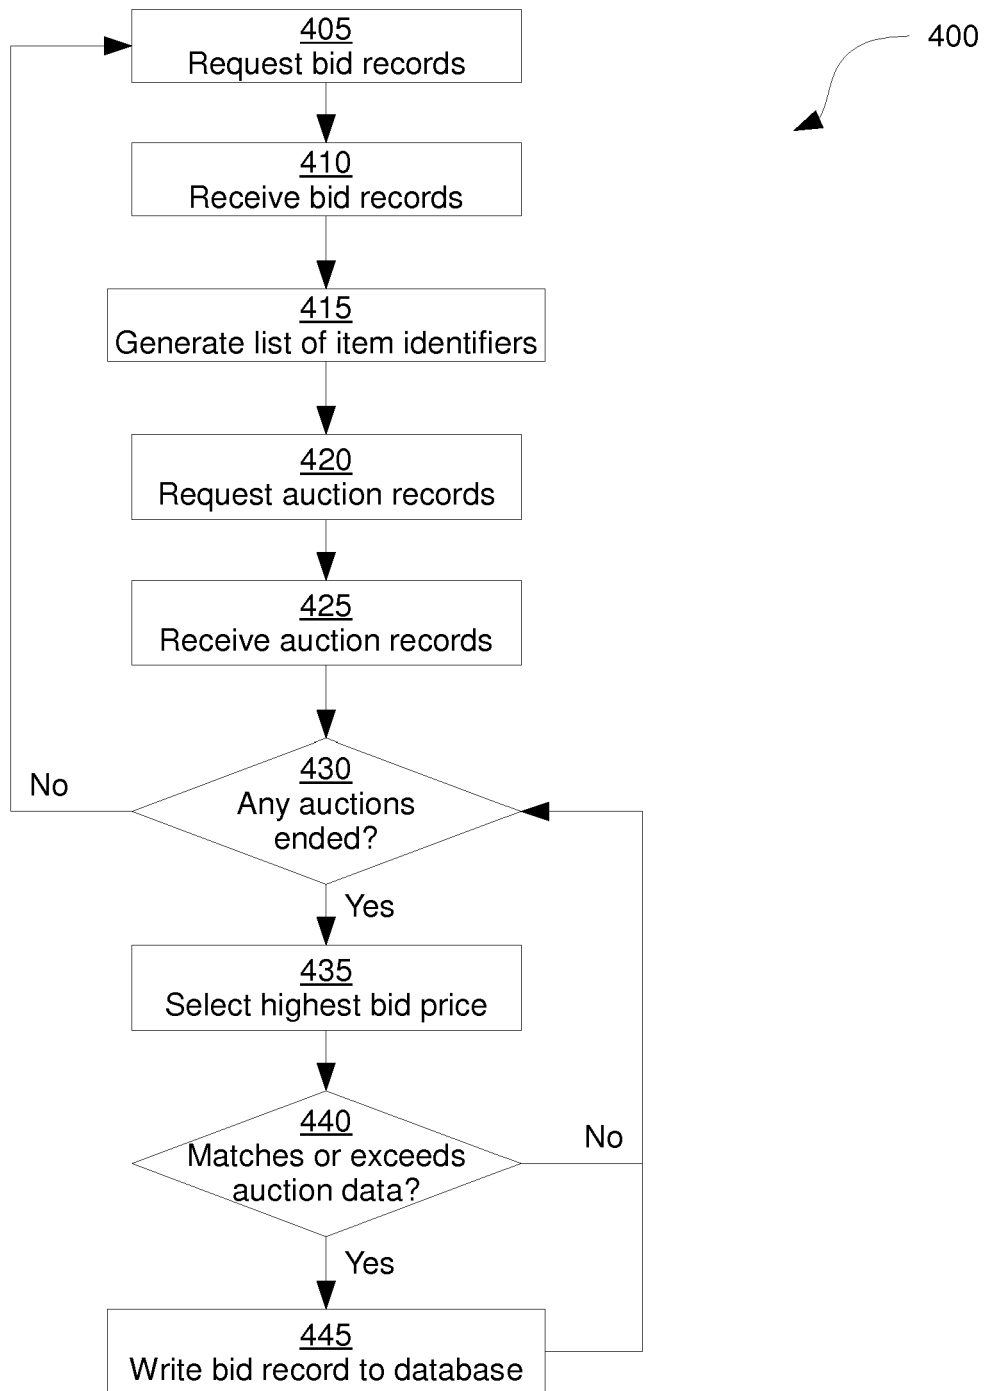 400
405
Request bid records
410
Receive bid records
415
Generate list of item identifiers
420
Request auction records
425
Receive auction records
430
Any auctions
ended?
No
Yes
435
Select highest bid price
440
Matches or exceeds
auction data?
No
Yes
445
Write bid record to database